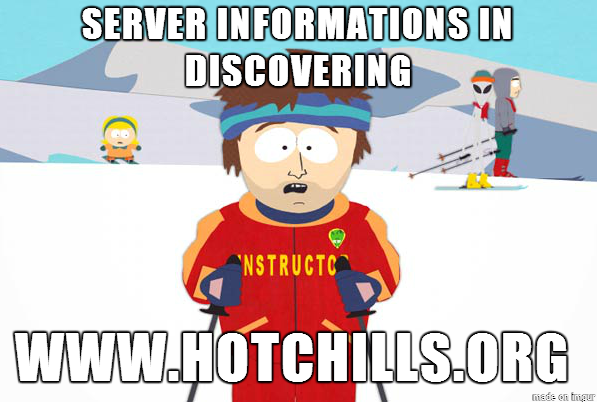 SERVER INFORMATIONS IN
DISCOVERING
INSTRUCTO
WWW.HOTCHILLS.ORG
made on imgur